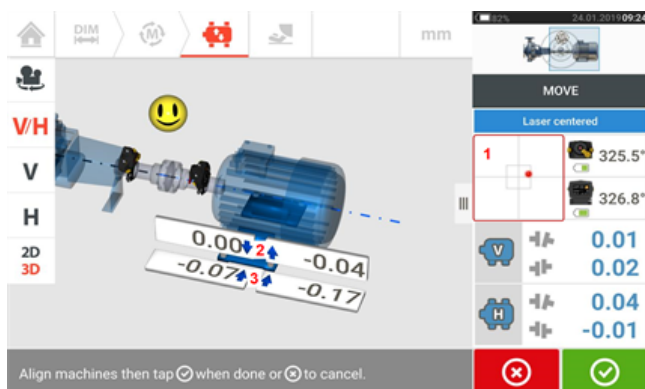 DIM
M
mm
82%
24.01.2019 09:24
MOVE
Laser centered
1
325.5°
326.8°
V/H
V
H
2D
3D
0.00
2
-0.04
-0.07
3
-0.17
V
0.01
0.02
H
0.04
-0.01
Align machines then tap when done or to cancel.